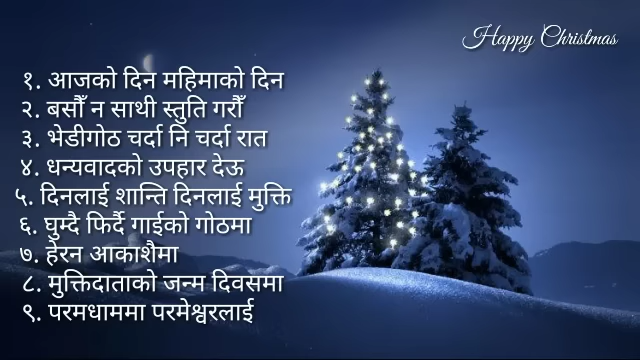 Happy Christmas
१. आजको दिन महिमाको दिन
२. बसौँ न साथी स्तुति गरौँ
३. भेडीगोठ चर्दा नि चर्दा रात
४. धन्यवादको उपहार देऊ
५. दिनलाई शान्ति दिनलाई मुक्ति
६. घुम्दै फिर्दै गाईको गोठमा
७. हेरन आकाशैमा
८. मुक्तिदाताको जन्म दिवसमा
९. परमधाममा परमेश्वरलाई